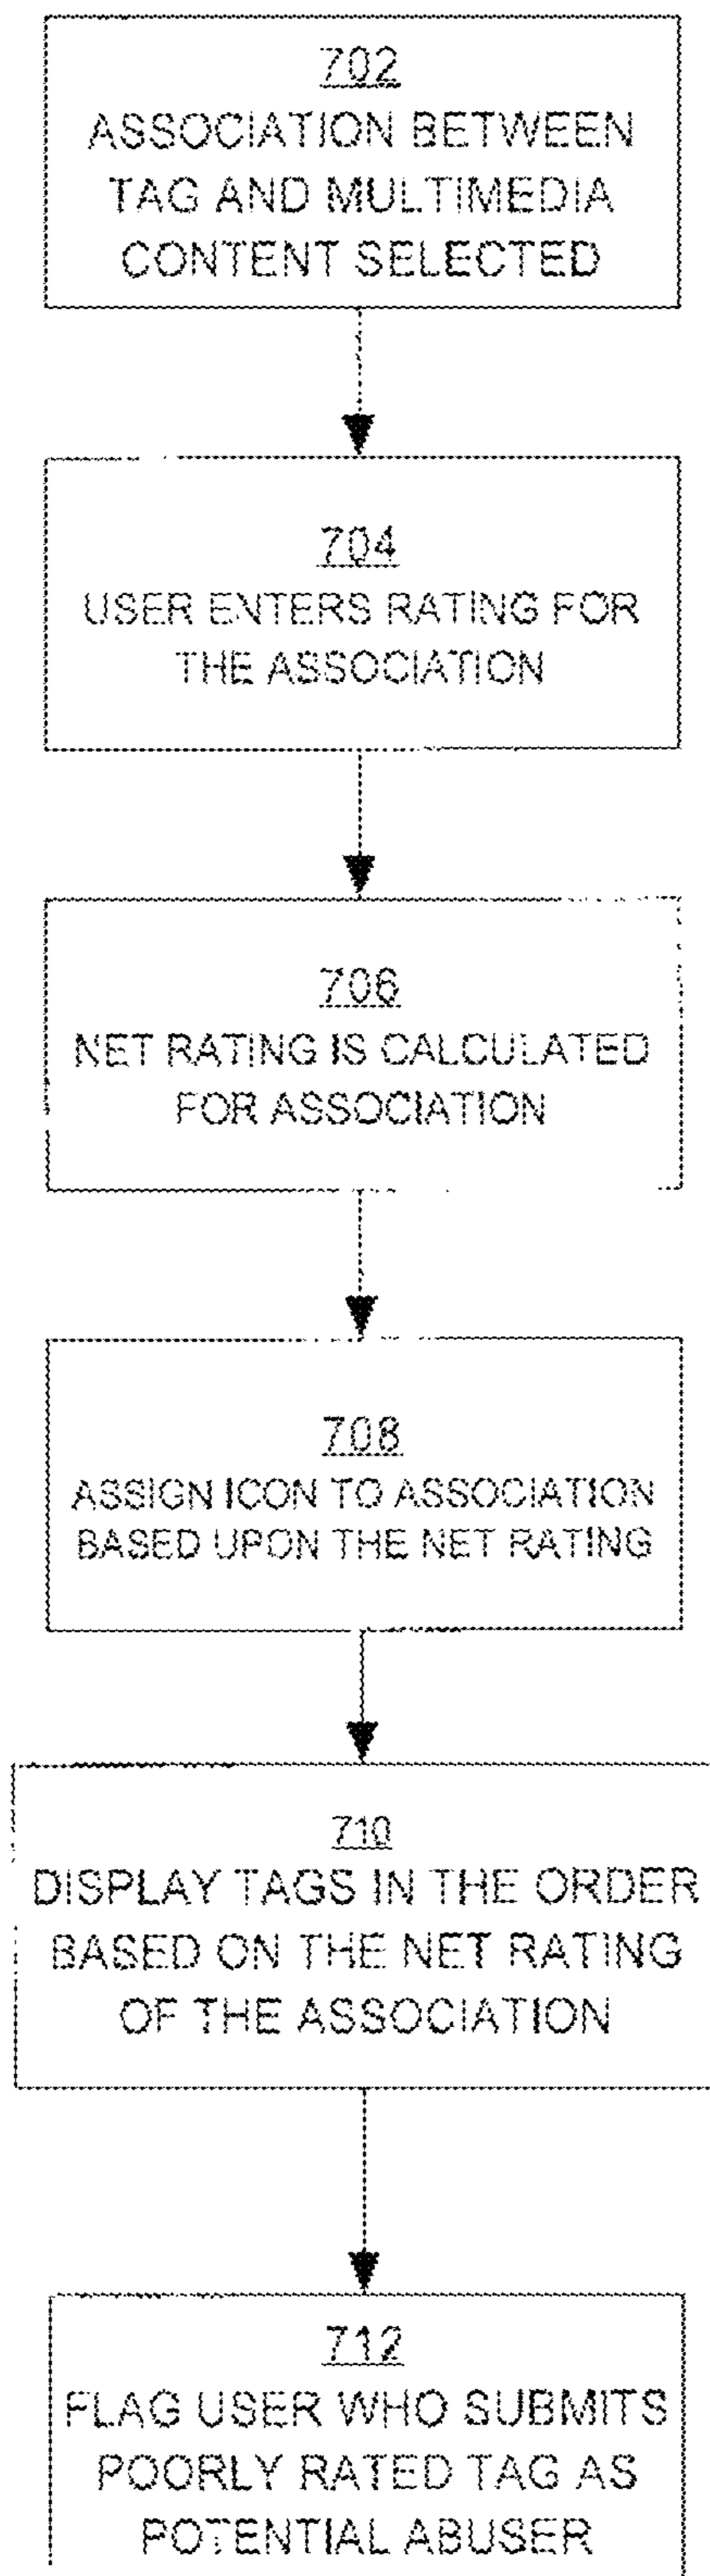 702
ASSOCIATION BETWEEN
TAG AND MULTIMEDIA
CONTENT SELECTED
704
USER ENTERS RATING FOR
THE ASSOCIATION
706
NET RATING IS CALCULATED
FOR ASSOCIATION
708
ASSIGN ICON TO ASSOCIATION
BASED UPON THE NET RATING
710
DISPLAY TAGS IN THE ORDER
BASED ON THE NET RATING
OF THE ASSOCIATION
712
FLAG USER WHO SUBMITS
POORLY RATED TAG AS
POTENTIAL ABUSER